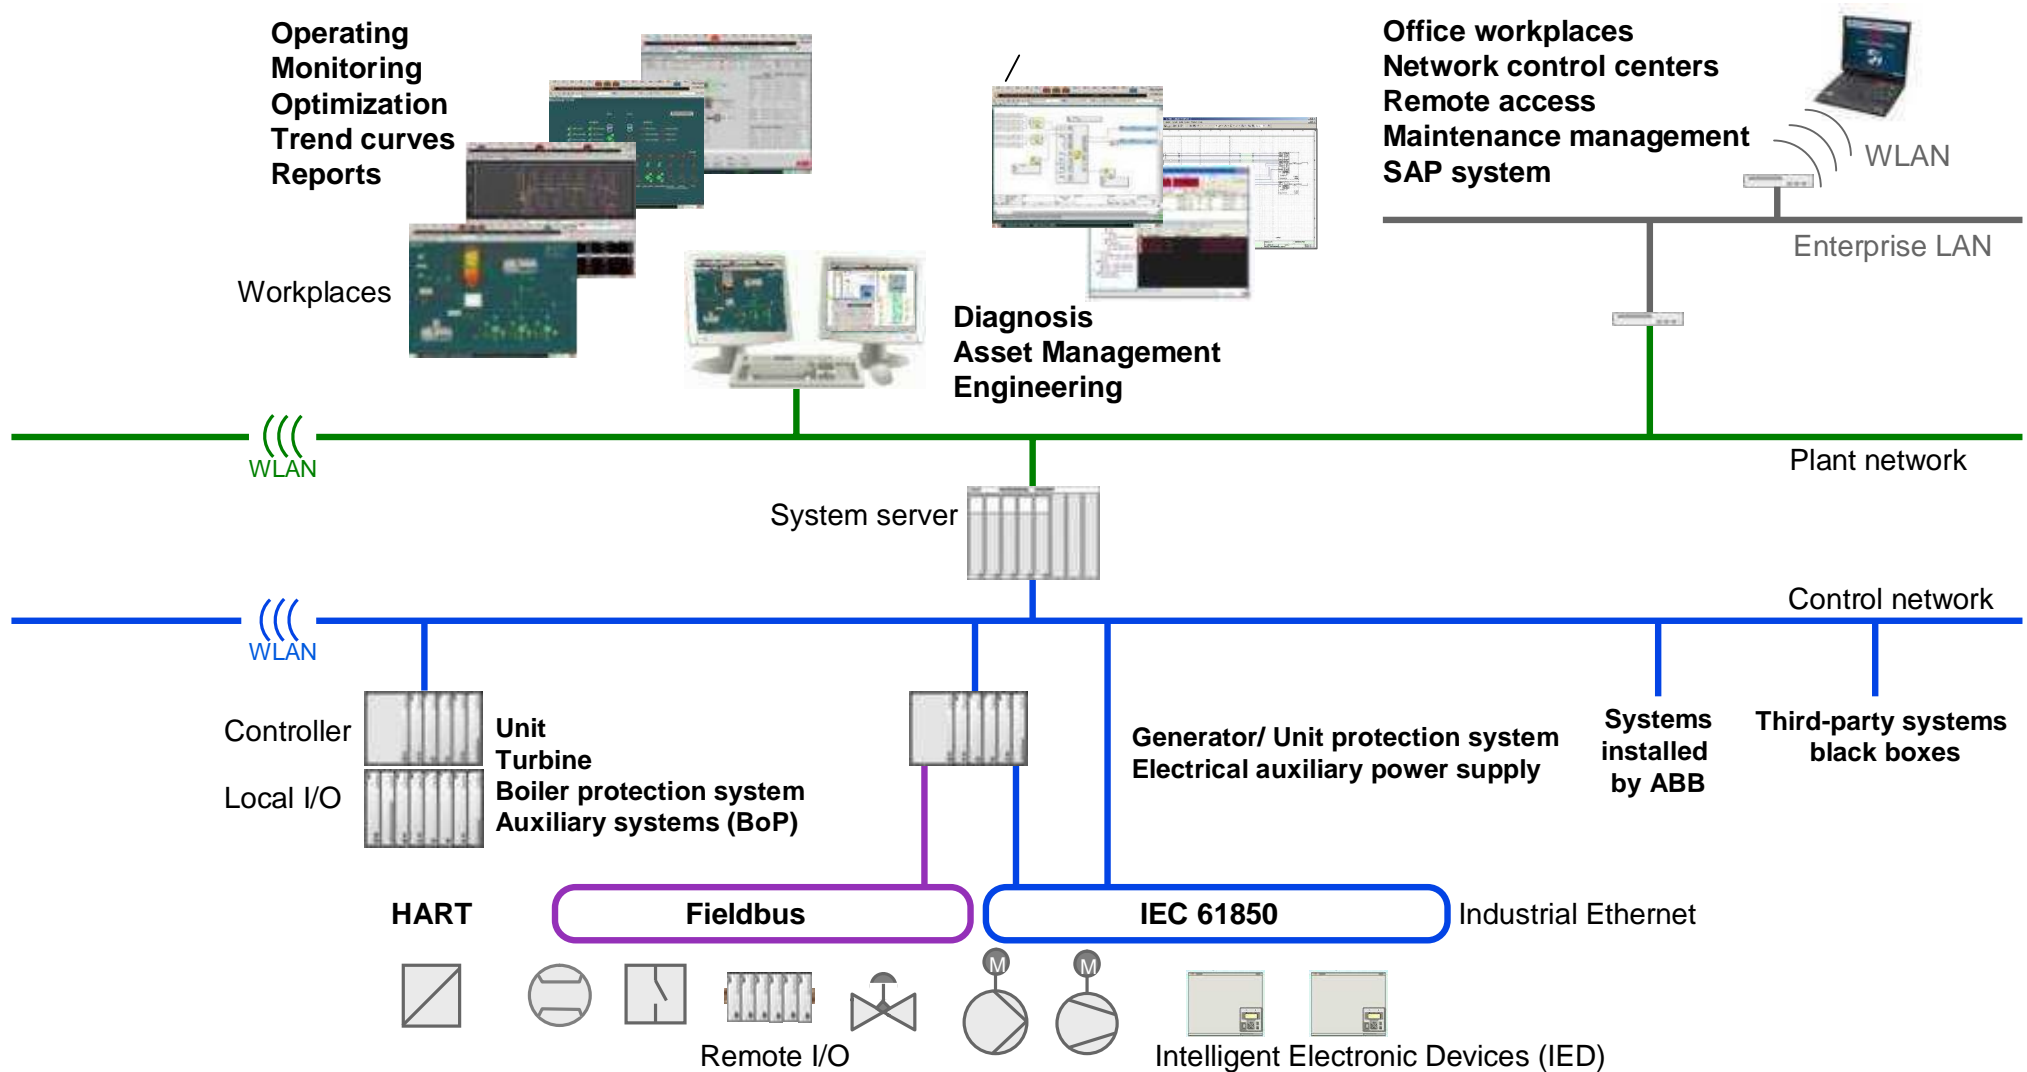 Operating
Monitoring
Optimization
Trend curves
Reports
Office workplaces
Network control centers
Remote access
Maintenance management
SAP system
WLAN
Enterprise LAN
Workplaces
Diagnosis
Asset Management
Engineering
WLAN
Plant network
System server
Control network
WLAN
Controller
Local I/O
Unit
Turbine
Boiler protection system
Auxiliary systems (BoP)
Generator/ Unit protection system
Electrical auxiliary power supply
Systems
installed
by ABB
Third-party systems
black boxes
HART
Fieldbus
IEC 61850
Industrial Ethernet
M
M
Remote I/O
Intelligent Electronic Devices (IED)